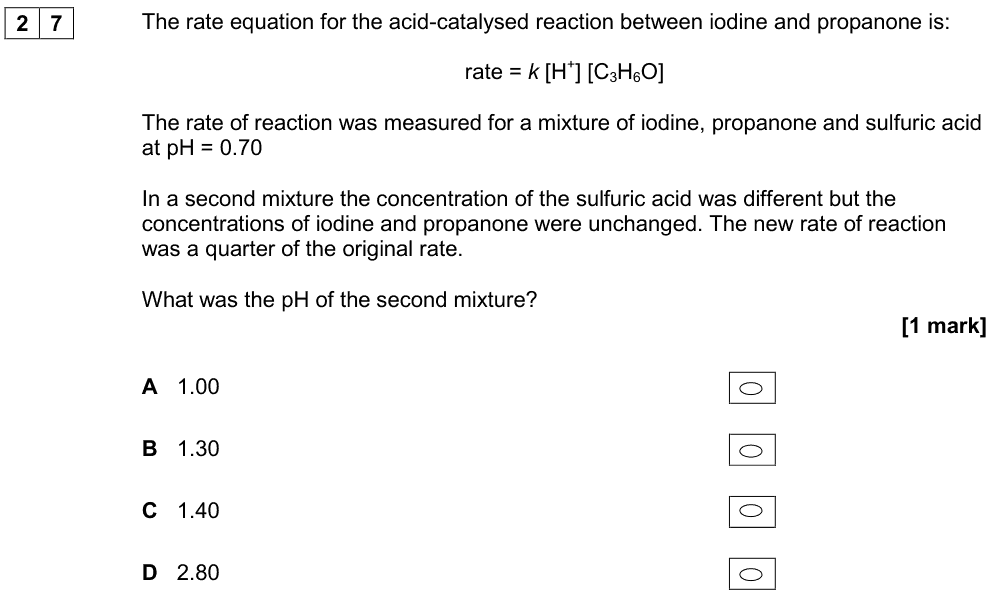 2 7
The rate equation for the acid-catalysed reaction between iodine and propanone is:
rate = k [H⁺] [C₃H₆O]
The rate of reaction was measured for a mixture of iodine, propanone and sulfuric acid
at pH = 0.70
In a second mixture the concentration of the sulfuric acid was different but the
concentrations of iodine and propanone were unchanged. The new rate of reaction
was a quarter of the original rate.
What was the pH of the second mixture?
[1 mark]
A 1.00
B 1.30
C 1.40
D 2.80